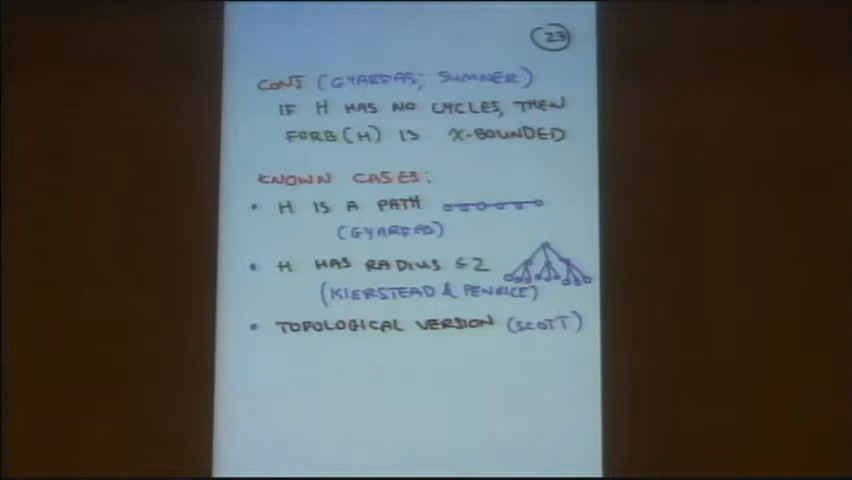 23
CONJ (GYARFAS; SUMNER)
IF H HAS NO CYCLES, THEN
FORB(H) IS X-BOUNDED
KNOWN CASES:
• H IS A PATH
(GYARFAS)
• H HAS RADIUS ≤ 2
(KIERSTEAD & PENRICE)
• TOPOLOGICAL VERSION (SCOTT)